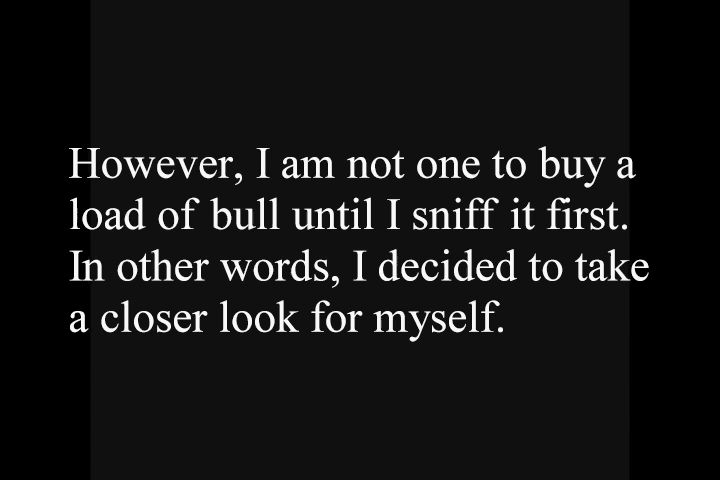 However, I am not one to buy a
load of bull until I sniff it first.
In other words, I decided to take
a closer look for myself.